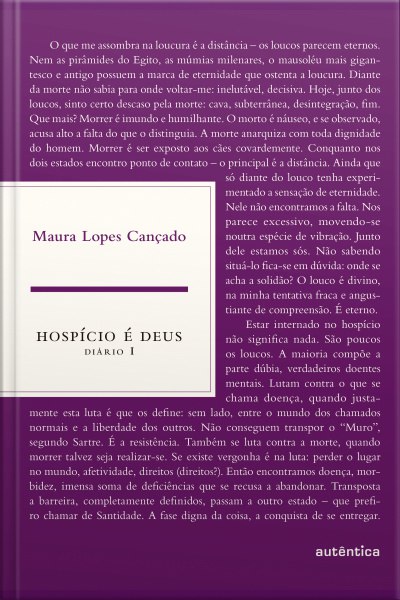 O que me assombra na loucura é a distância – os loucos parecem eternos.
Nem as pirâmides do Egito, as múmias milenares, o mausoléu mais gigan-
tesco e antigo possuem a marca de eternidade que ostenta a loucura. Diante
da morte não sabia para onde voltar-me: inelutável, decisiva. Hoje, junto dos
loucos, sinto certo descaso pela morte: cava, subterrânea, desintegração, fim.
Que mais? Morrer é imundo e humilhante. O morto é náuseo, e se observado,
acusa alto a falta do que o distinguia. A morte anarquiza com toda dignidade
do homem. Morrer é ser exposto aos cães covardemente. Conquanto nos
dois estados encontro ponto de contato – o principal é a distância. Ainda que
só diante do louco tenha experi-
mentado a sensação de eternidade.
Nele não encontramos a falta. Nos
parece excessivo, movendo-se
noutra espécie de vibração. Junto
dele estamos sós. Não sabendo
situá-lo fica-se em dúvida: onde se
acha a solidão? O louco é divino,
na minha tentativa fraca e angus-
tiante de compreensão. É eterno.
Estar internado no hospício
não significa nada. São poucos
os loucos. A maioria compõe a
parte dúbia, verdadeiros doentes
mentais. Lutam contra o que se
chama doença, quando justa-
mente esta luta é que os define: sem lado, entre o mundo dos chamados
normais e a liberdade dos outros. Não conseguem transpor o “Muro”,
segundo Sartre. É a resistência. Também se luta contra a morte, quando
morrer talvez seja realizar-se. Se existe vergonha é na luta: perder o lugar
no mundo, afetividade, direitos (direitos?). Então encontramos doença, mor-
bidez, imensa soma de deficiências que se recusa a abandonar. Transposta
a barreira, completamente definidos, passam a outro estado – que prefi-
ro chamar de Santidade. A fase digna da coisa, a conquista de se entregar.
Maura Lopes Cançado
HOSPÍCIO É DEUS
DIÁRIO I
autêntica